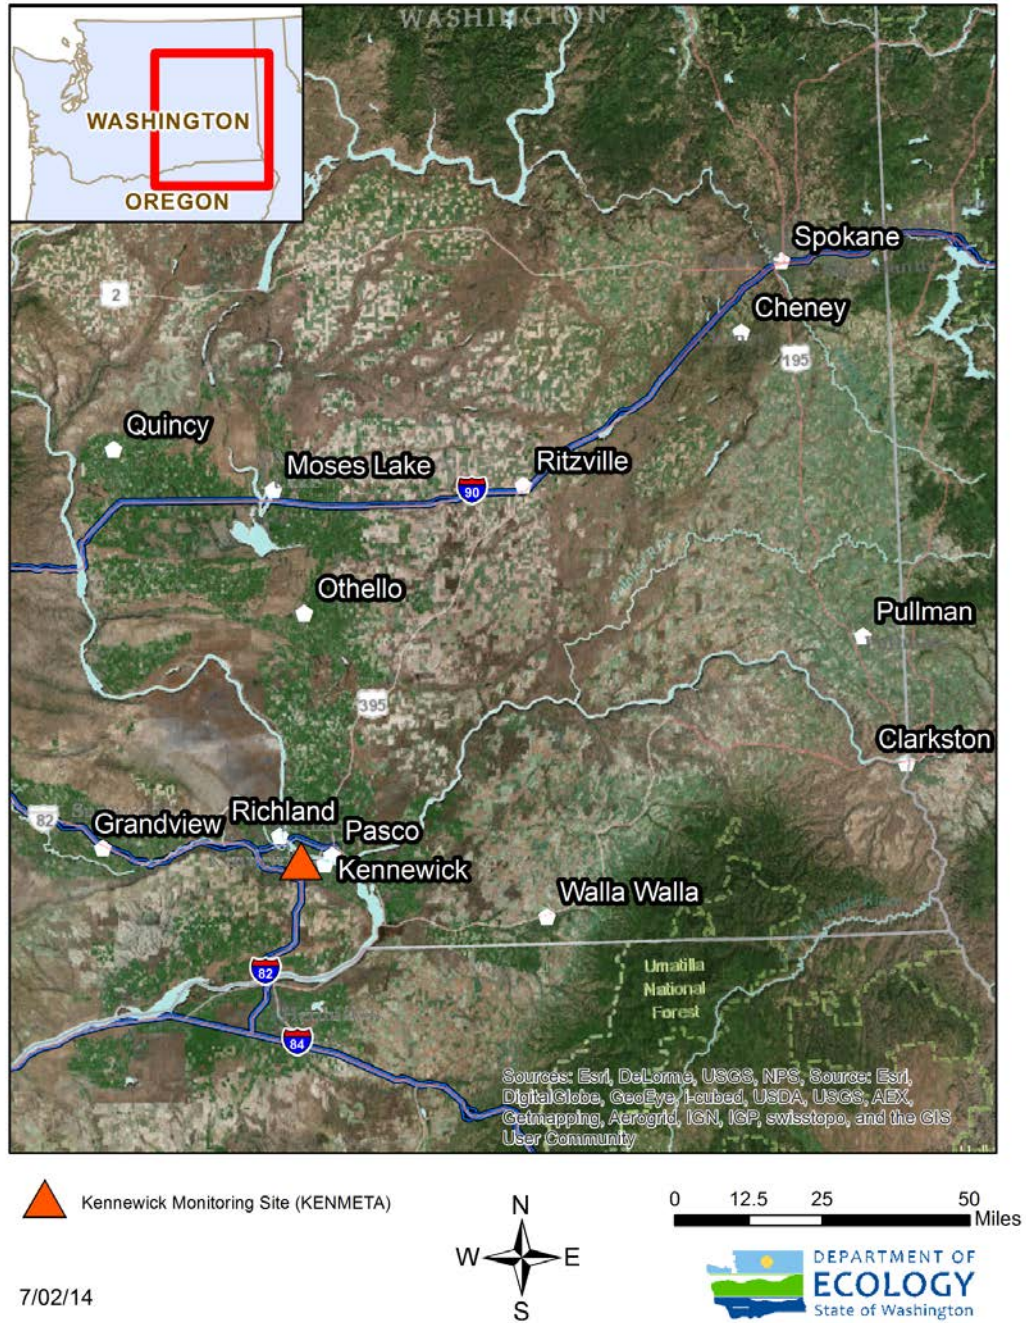 WASHINGTON
WASHINGTON
OREGON
Spokane
2
Cheney
195
Quincy
Moses Lake
Ritzville
90
Othello
Pullman
395
Clarkston
82
Grandview
Richland
Pasco
Kennewick
Walla Walla
82
Umatilla
National
Forest
84
Sources: Esri, DeLorme, USGS, NPS, Source: Esri,
DigitalGlobe, GeoEye, i-cubed, USDA, USGS, AEX,
Getmapping, Aerogrid, IGN, IGP, swisstopo, and the GIS
User Community
Kennewick Monitoring Site (KENMETA)
N
W E
S
0 12.5 25 50
Miles
7/02/14
DEPARTMENT OF
ECOLOGY
State of Washington